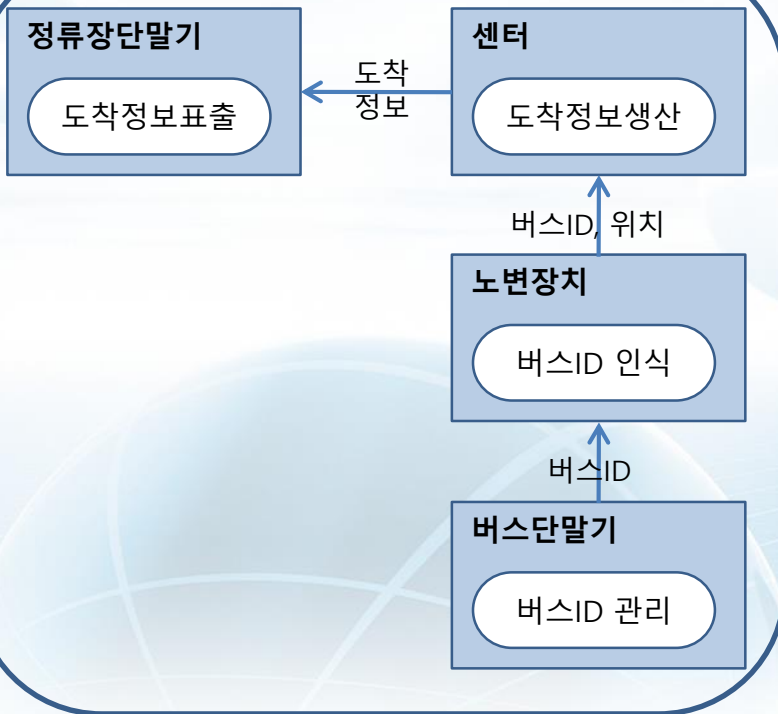 정류장단말기
도착정보표출
도착
정보
센터
도착정보생산
버스ID, 위치
노변장치
버스ID 인식
버스ID
버스단말기
버스ID 관리